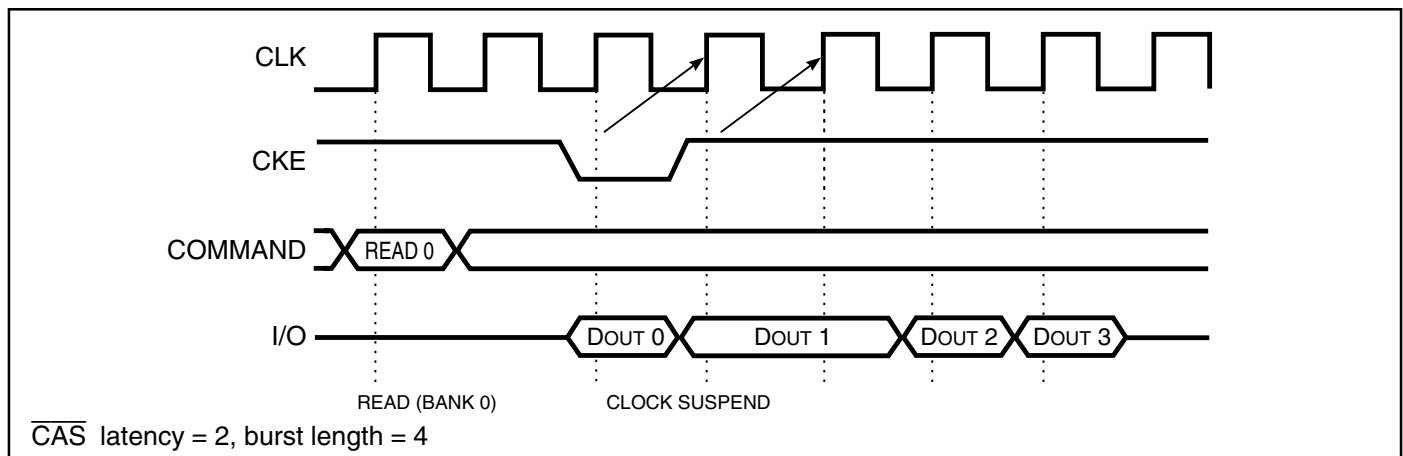 CLK
CKE
COMMAND READ 0
I/O DOUT 0 DOUT 1 DOUT 2 DOUT 3
READ (BANK 0) CLOCK SUSPEND
CAS latency = 2, burst length = 4